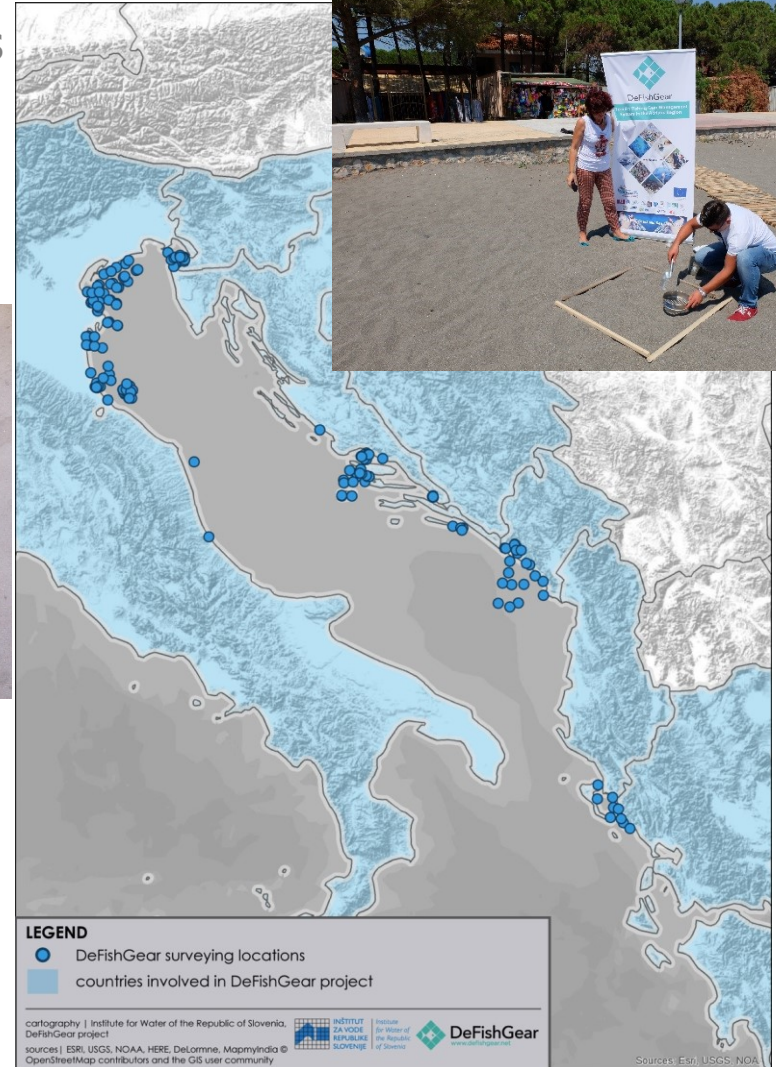 s
DeFishGear
LEGEND
DeFishGear surveying locations
countries involved in DeFishGear project
cartography | Institute for Water of the Republic of Slovenia,
DeFishGear project
sources | ESRI, USGS, NOAA, HERE, DeLormne, MapmyIndia ©
OpenStreetMap contributors and the GIS user community
INŠTITUT
ZA VODE
REPUBLIKE
SLOVENIJE
Institute
for Water of
the Republic
of Slovenia
DeFishGear
www.defishgear.net
Sources: Esri, USGS, NOA